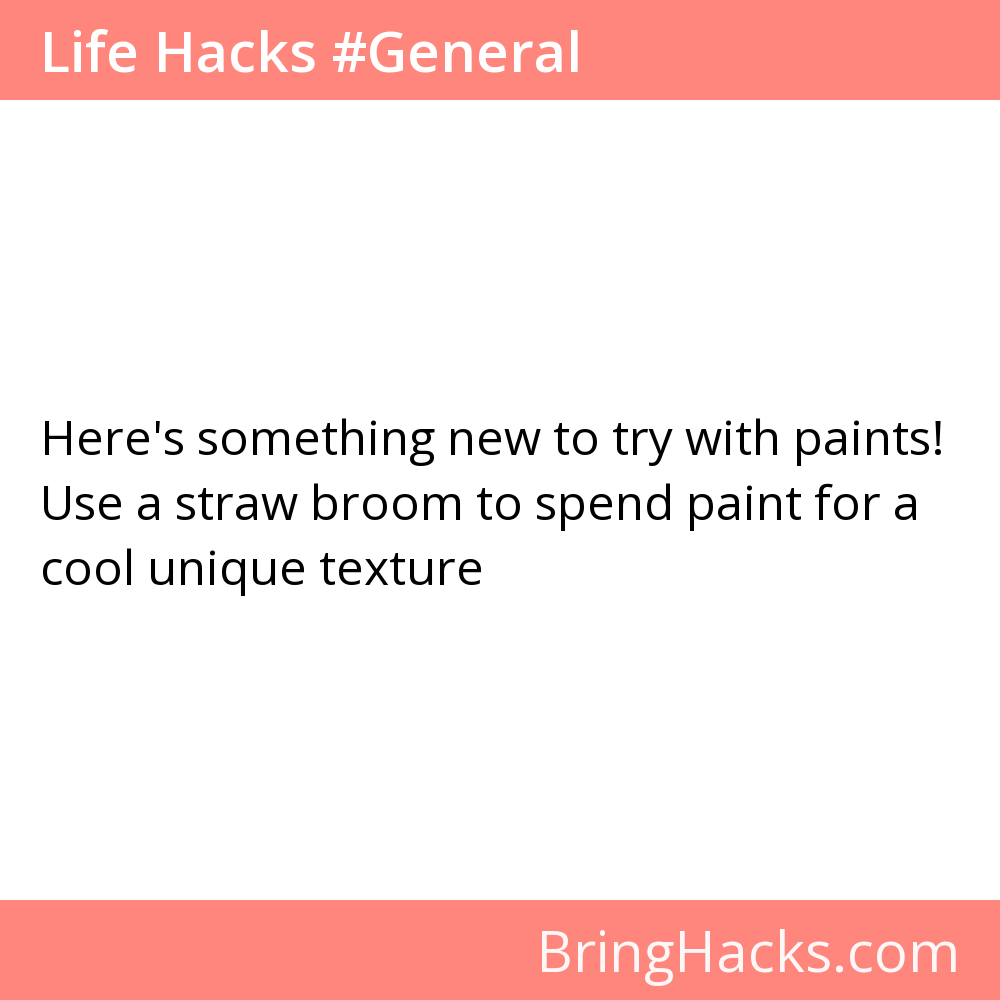 Life Hacks #General
Here's something new to try with paints!
Use a straw broom to spend paint for a
cool unique texture
BringHacks.com